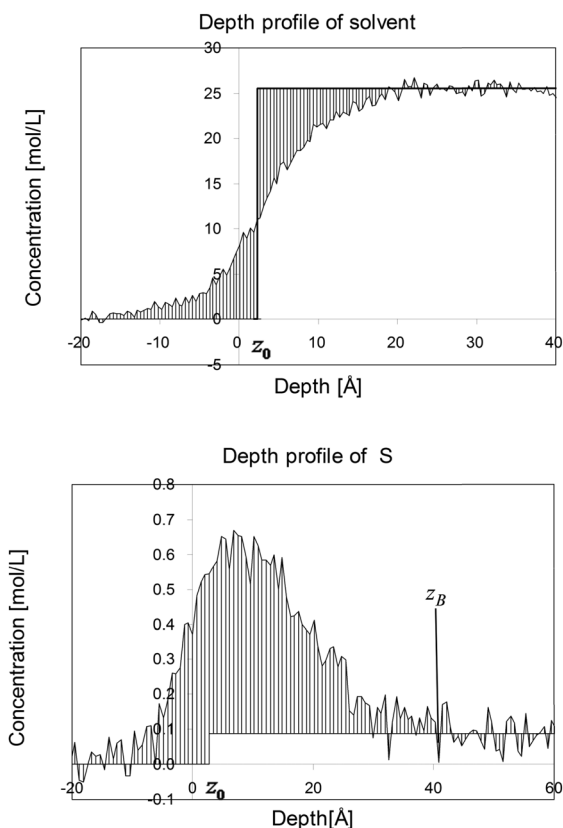 Depth profile of solvent
Concentration [mol/L]
30
25
20
15
10
5
0
-5
-20 -10 0 z0 10 20 30 40
Depth [Å]
Depth profile of S
Concentration [mol/L]
0.8
0.7
0.6
0.5
0.4
0.3
0.2
0.1
0.0
-0.1
zB
-20 0 z0 20 40 60
Depth[Å]